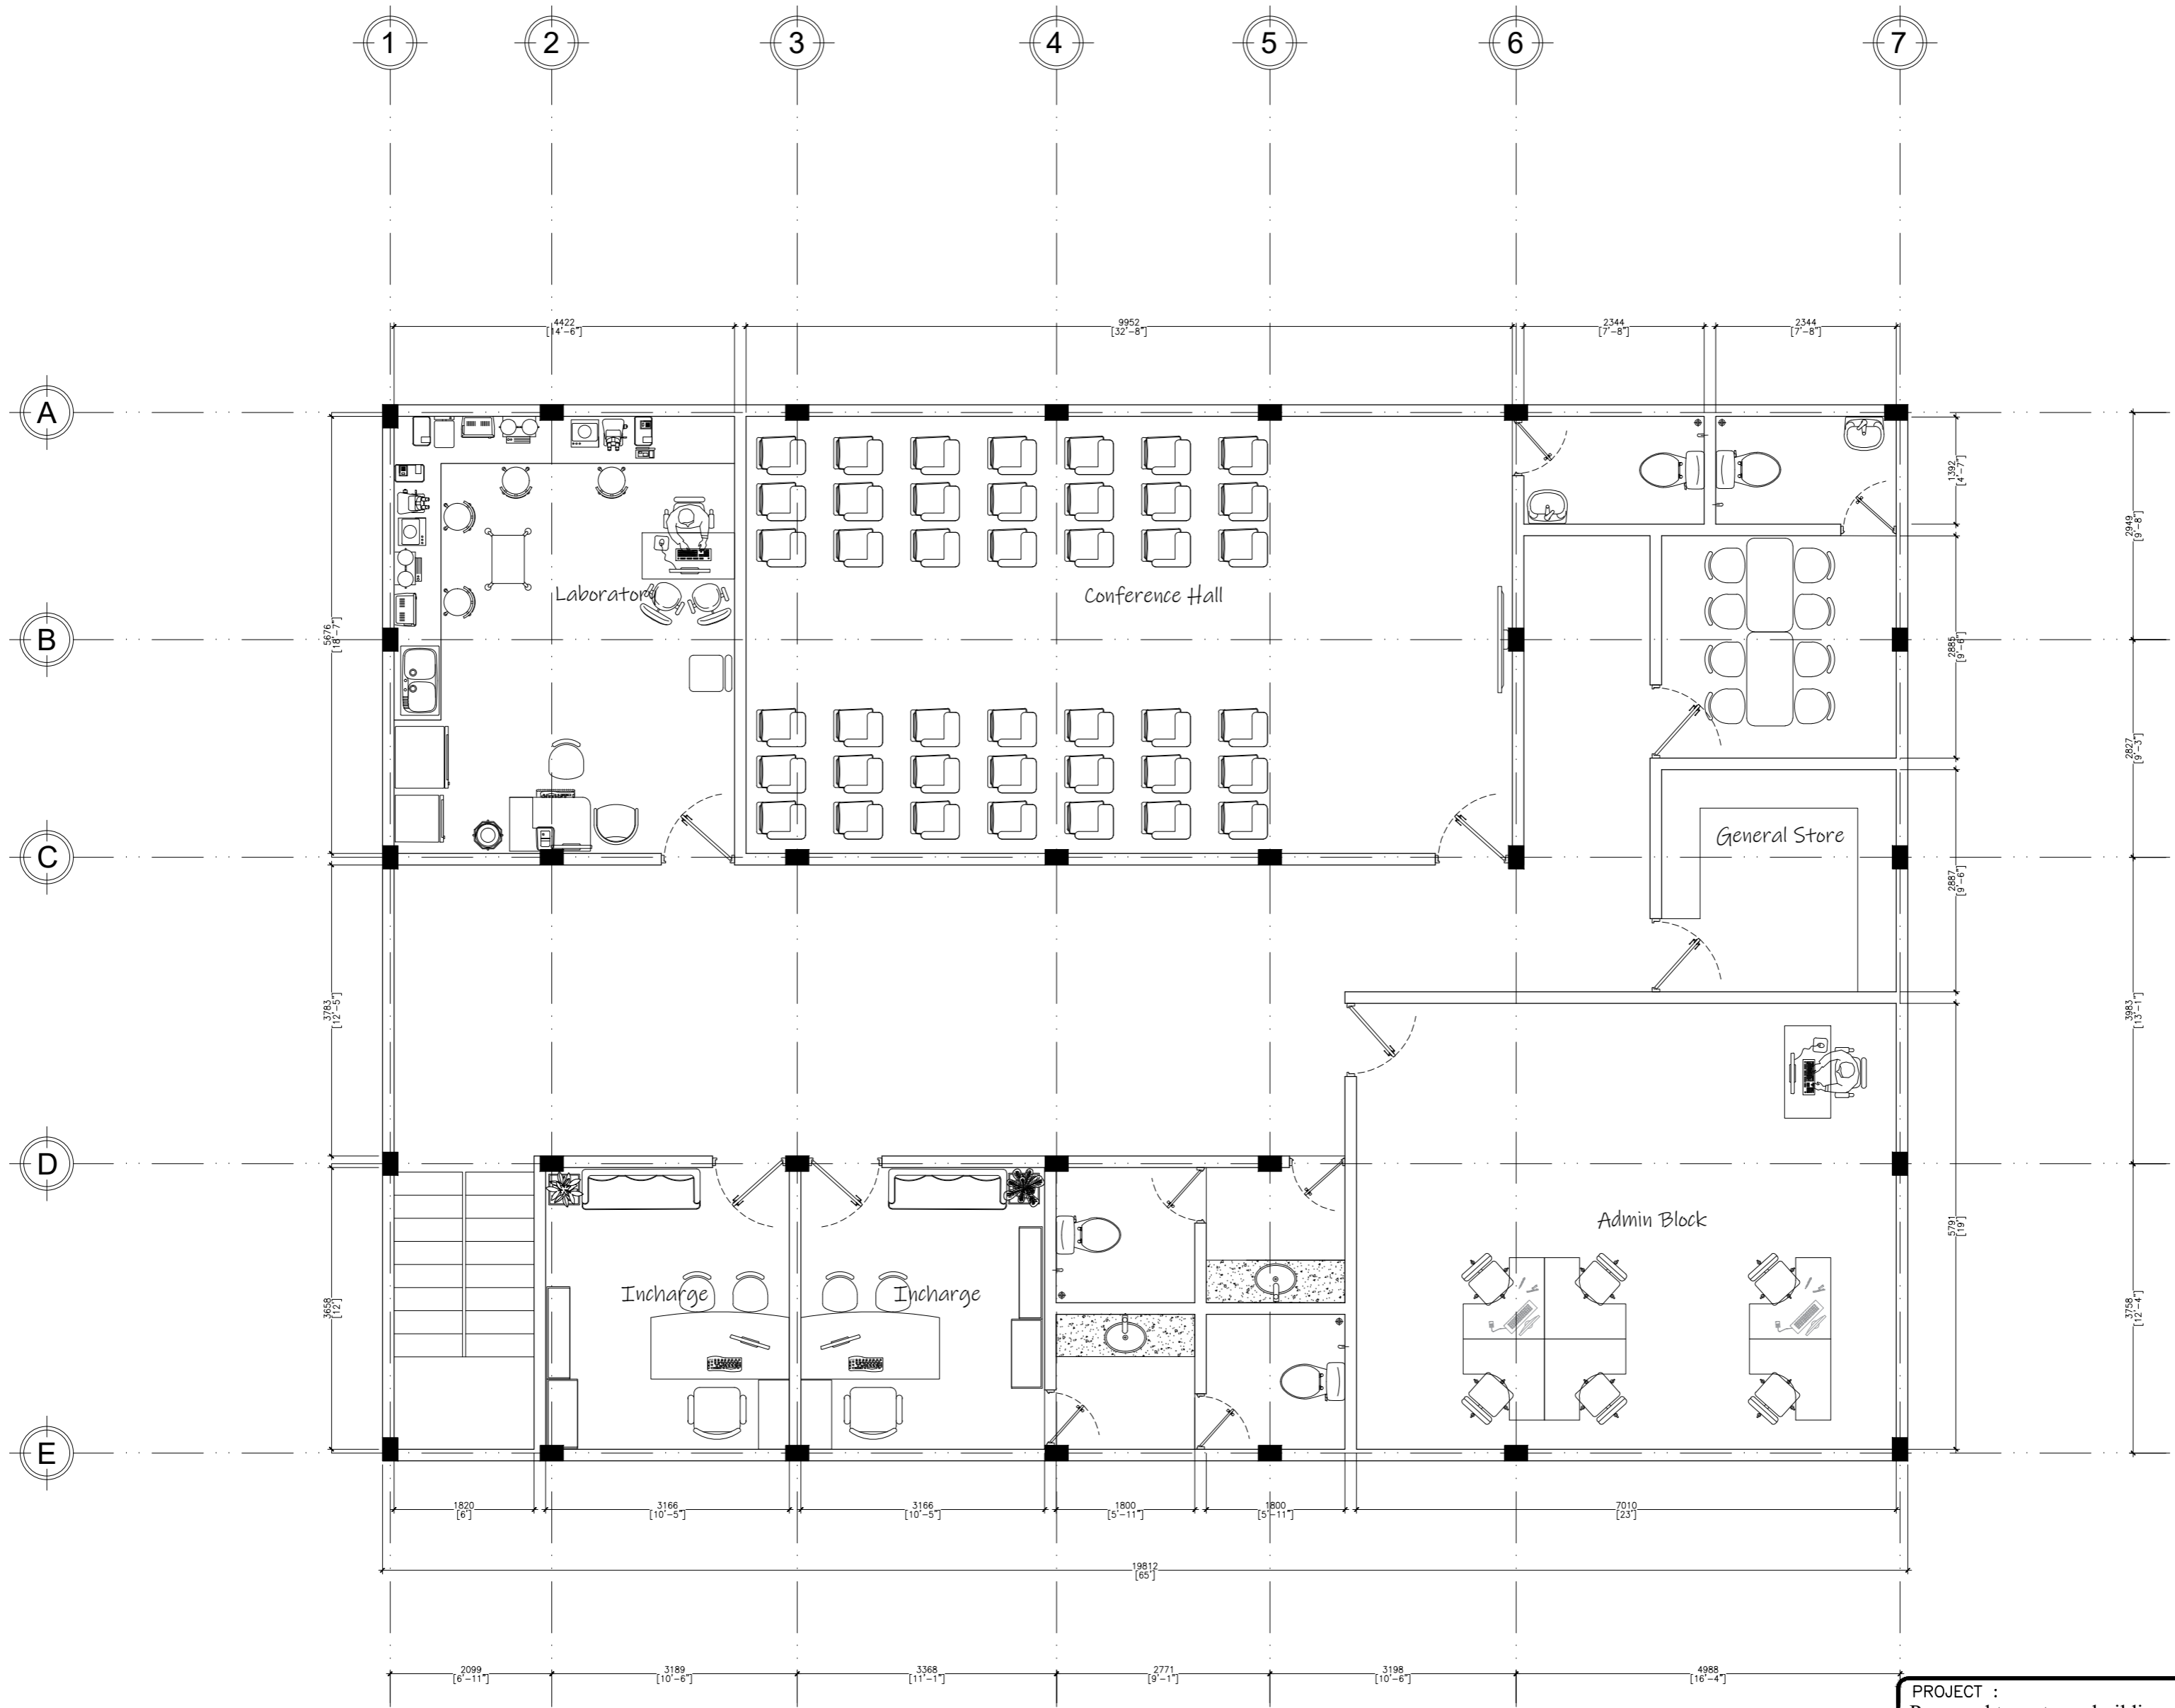 1 2 3 4 5 6 7
4422 9952 2344 2344
[14'-6"] [32'-8"] [7'-8"] [7'-8"]
A
1392
[4'-7"]
2949
[9'-8"]
Laboratory
Conference Hall
5676
[18'-7"]
B
2885
[9'-6"]
2827
[9'-3"]
General Store
C
2887
[9'-6"]
3783
[12'-5"]
3983
[13'-1"]
D
Admin Block
5791
[19']
Incharge
Incharge
3658
[12']
3758
[12'-4"]
E
1820 3166 3166 1800 1800 7010
[6'] [10'-5"] [10'-5"] [5'-11"] [5'-11"] [23']
19812
[65']
2099 3189 3368 2771 3198 4988
[6'-11"] [10'-6"] [11'-1"] [9'-1"] [10'-6"] [16'-4"]
PROJECT :